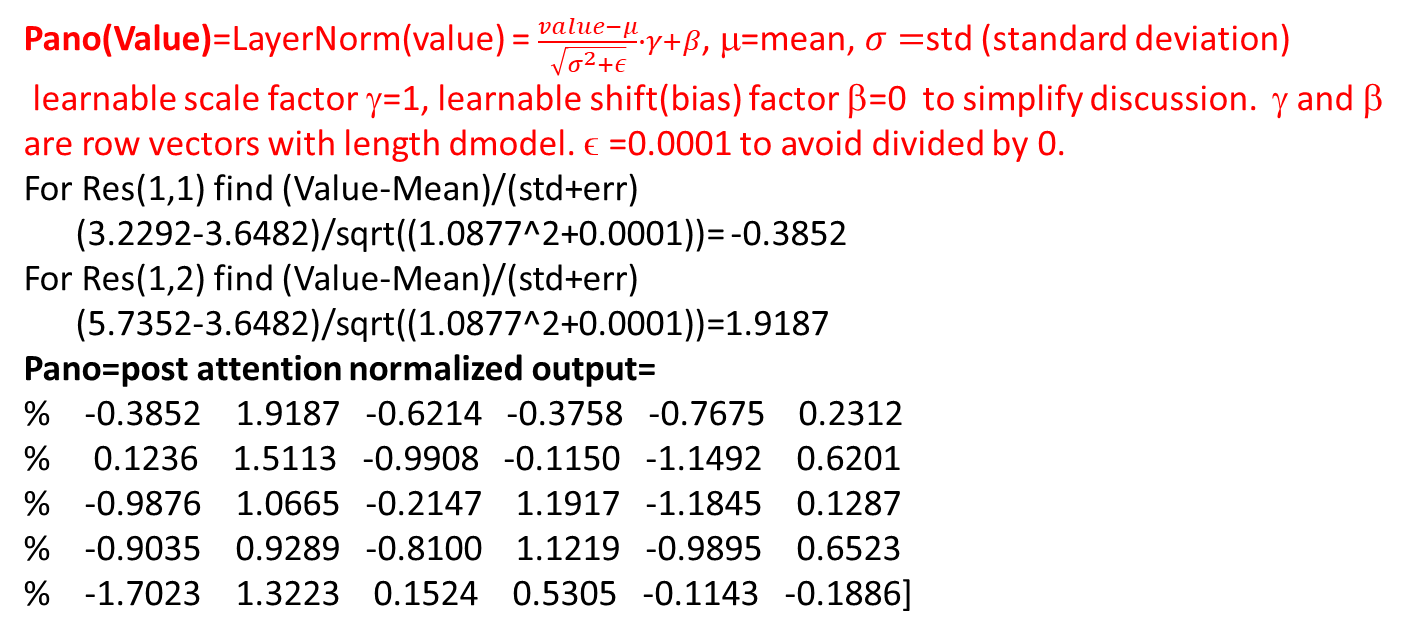 Pano(Value)=LayerNorm(value) = \frac{value−μ}{\sqrt{σ^2+ϵ}}·γ+β, μ=mean, σ =std (standard deviation)
learnable scale factor γ=1, learnable shift(bias) factor β=0 to simplify discussion. γ and β
are row vectors with length dmodel. ϵ =0.0001 to avoid divided by 0.
For Res(1,1) find (Value-Mean)/(std+err)
(3.2292-3.6482)/sqrt((1.0877^2+0.0001))= -0.3852
For Res(1,2) find (Value-Mean)/(std+err)
(5.7352-3.6482)/sqrt((1.0877^2+0.0001))=1.9187
Pano=post attention normalized output=
% -0.3852 1.9187 -0.6214 -0.3758 -0.7675 0.2312
% 0.1236 1.5113 -0.9908 -0.1150 -1.1492 0.6201
% -0.9876 1.0665 -0.2147 1.1917 -1.1845 0.1287
% -0.9035 0.9289 -0.8100 1.1219 -0.9895 0.6523
% -1.7023 1.3223 0.1524 0.5305 -0.1143 -0.1886]